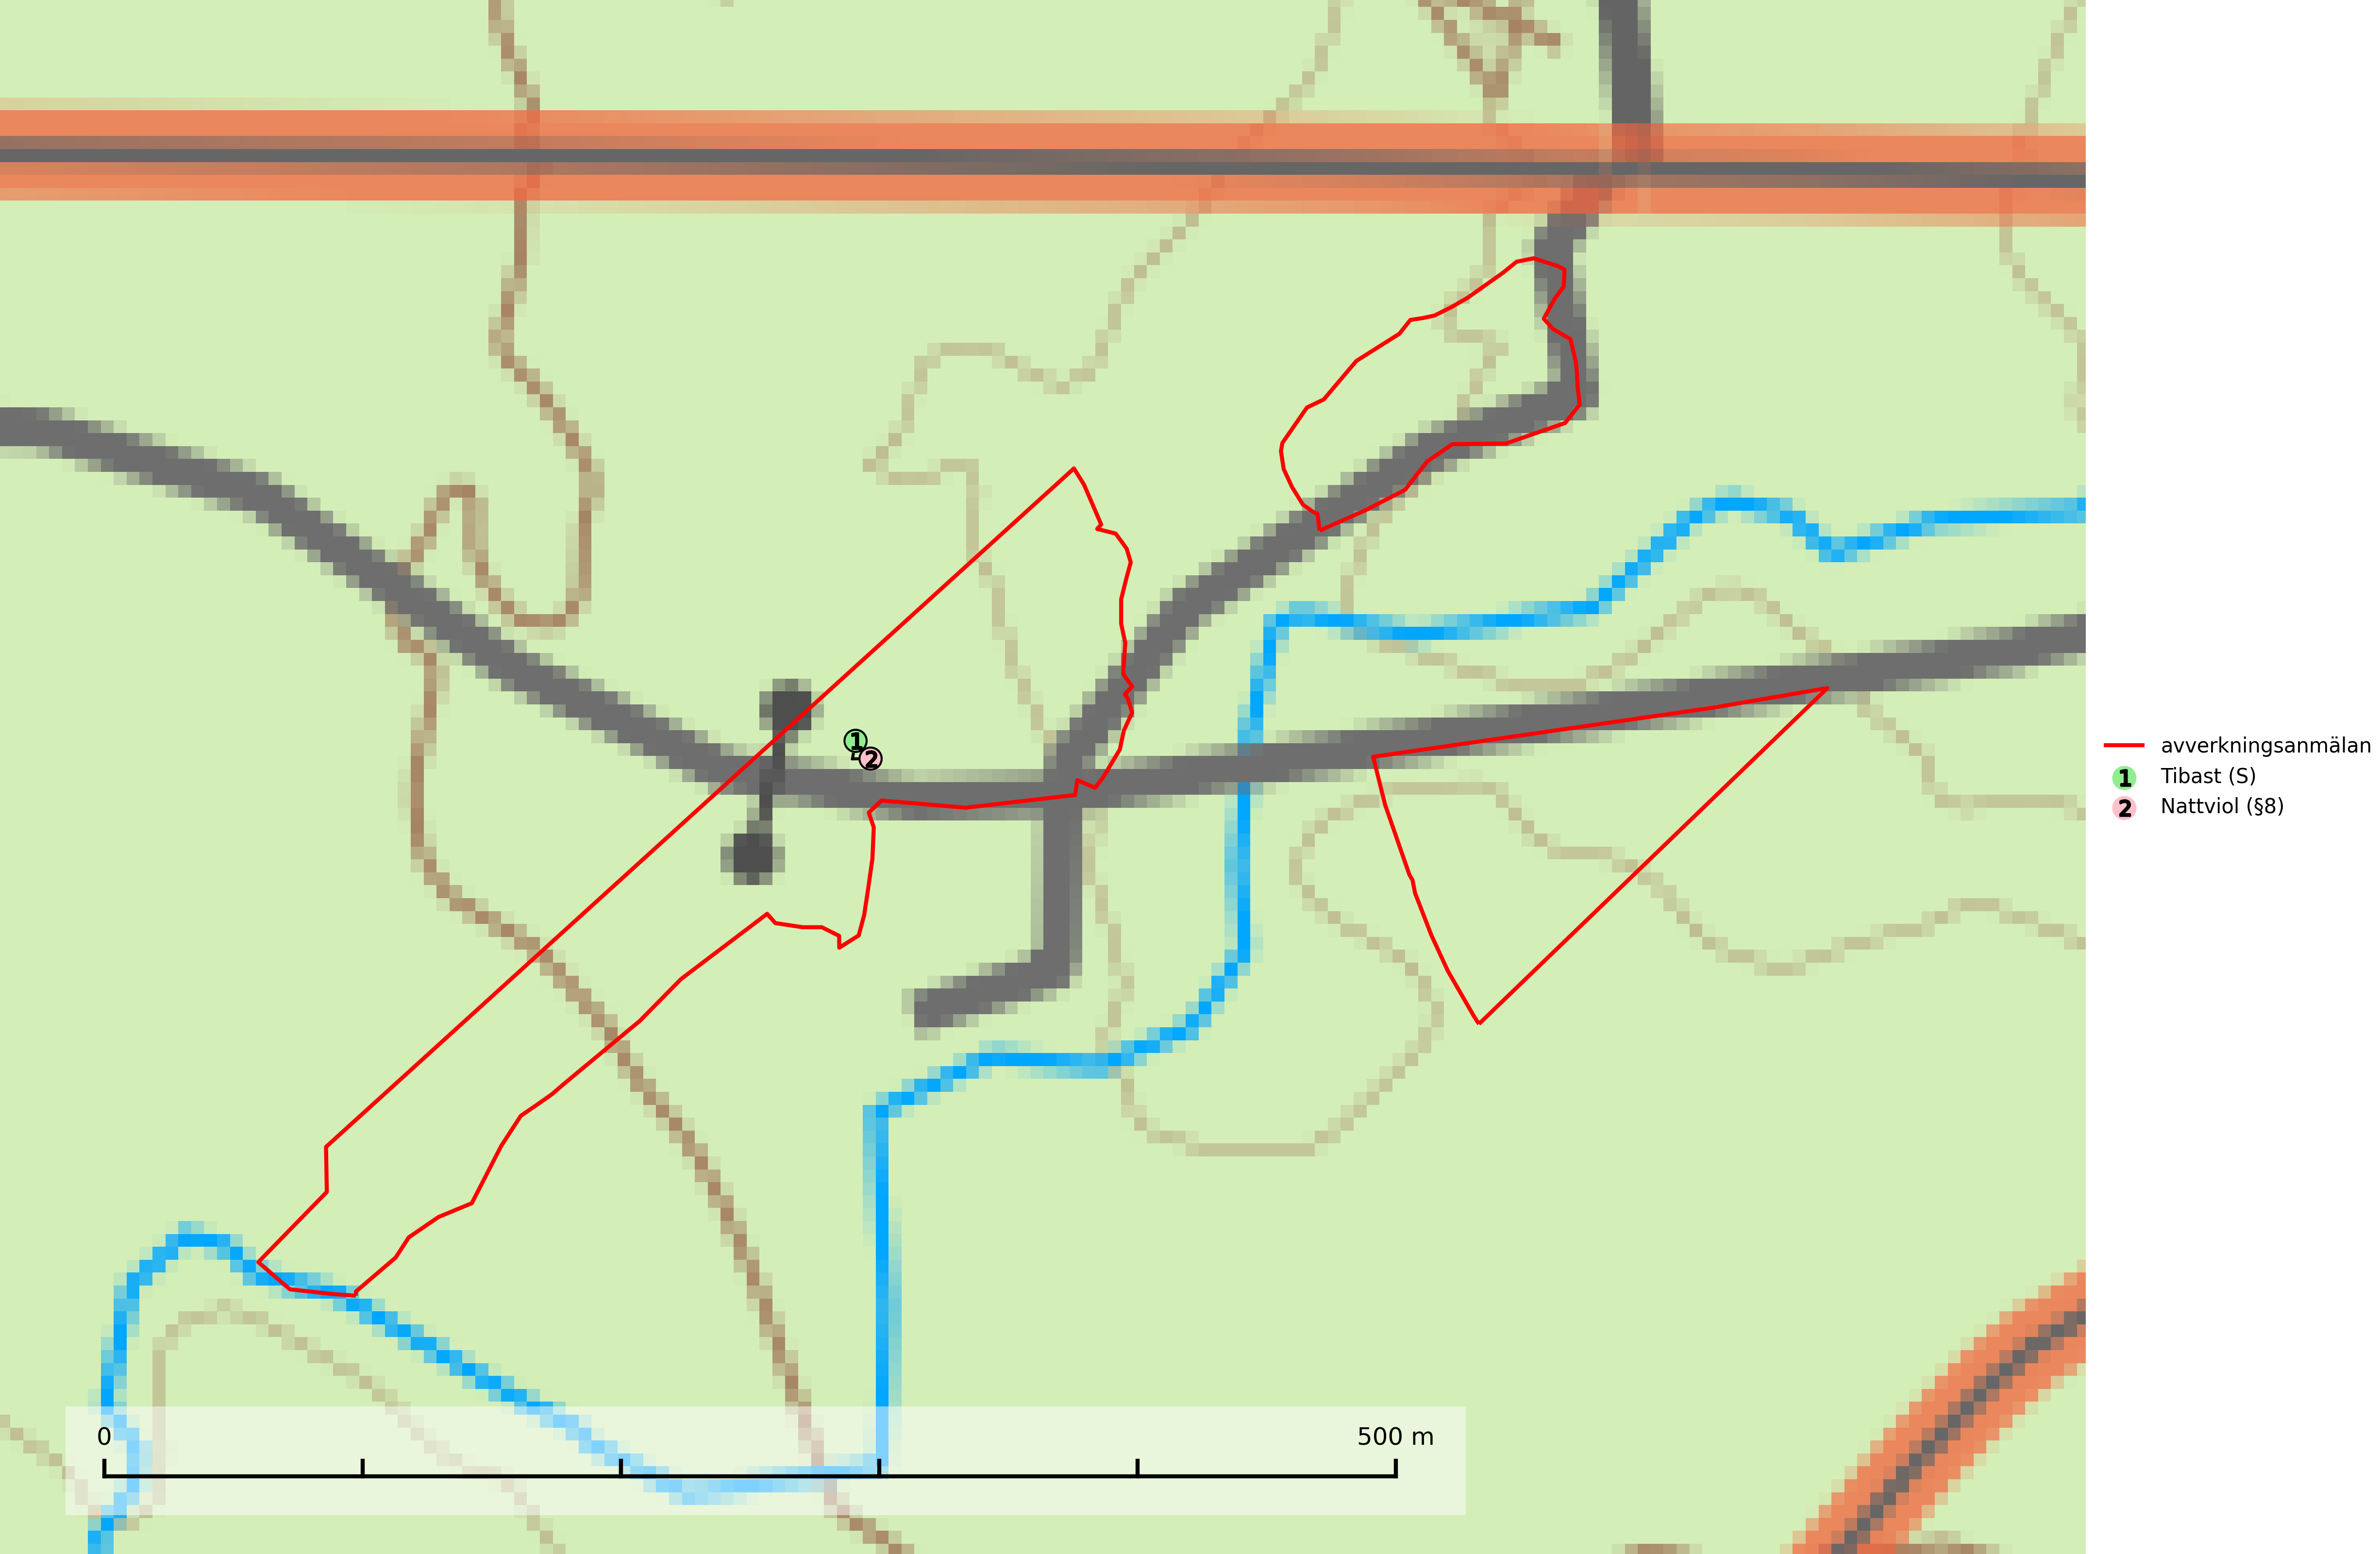 1
2
avverkningsanmälan
1 Tibast (S)
2 Nattviol (§8)
0 500 m